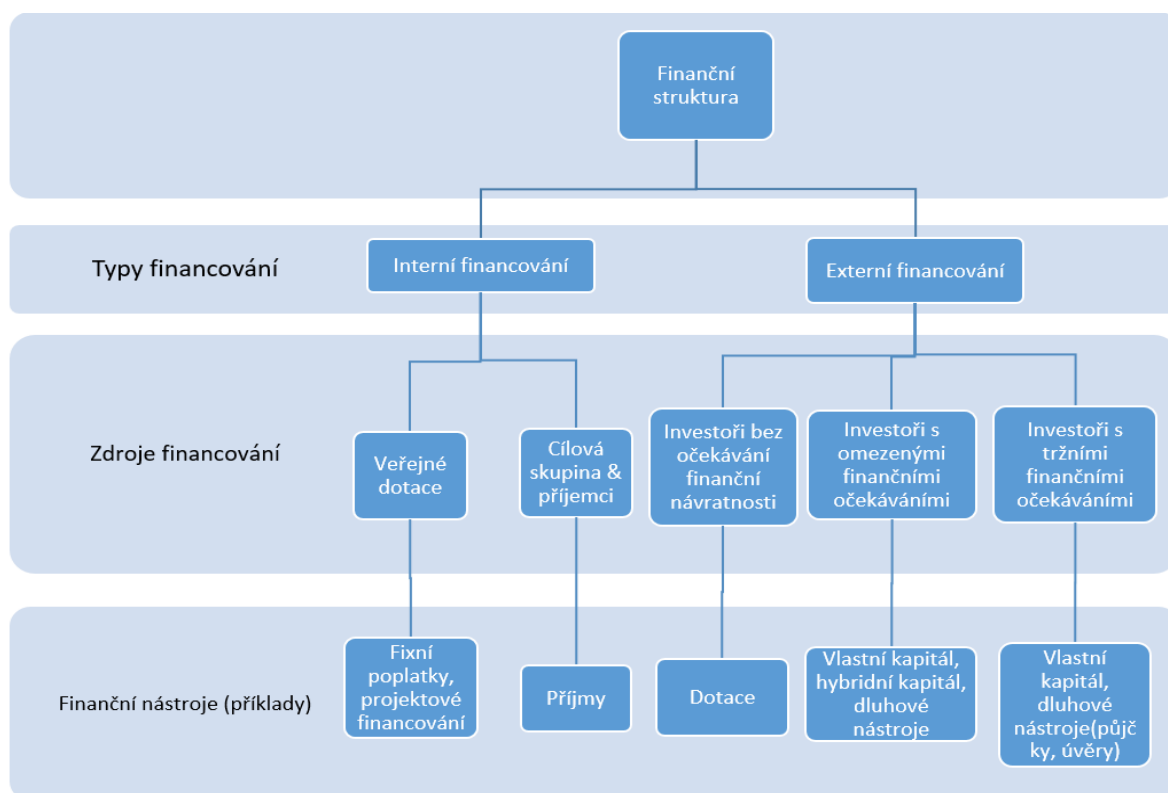 Finanční
struktura
Typy financování
Interní financování
Externí financování
Zdroje financování
Veřejné
dotace
Cílová
skupina &
příjemci
Investoři bez
očekávání
finanční
návratnosti
Investoři s
omezenými
finančními
očekáváními
Investoři s
tržními
finančními
očekáváními
Finanční nástroje (příklady)
Fixní
poplatky,
projektové
financování
Příjmy
Dotace
Vlastní kapitál,
hybridní kapitál,
dluhové
nástroje
Vlastní
kapitál,
dluhové
nástroje(půjč
ky, úvěry)